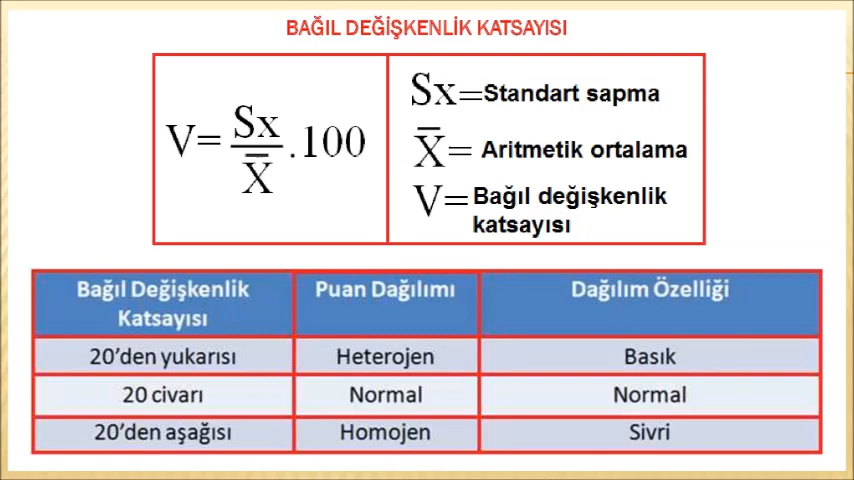 BAĞIL DEĞİŞKENLİK KATSAYISI
V= Sx / X̄ .100
Sx=Standart sapma
X̄= Aritmetik ortalama
V=Bağıl değişkenlik
katsayısı
Bağıl Değişkenlik
Katsayısı
Puan Dağılımı
Dağılım Özelliği
20'den yukarısı Heterojen Basık
20 civarı Normal Normal
20'den aşağısı Homojen Sivri